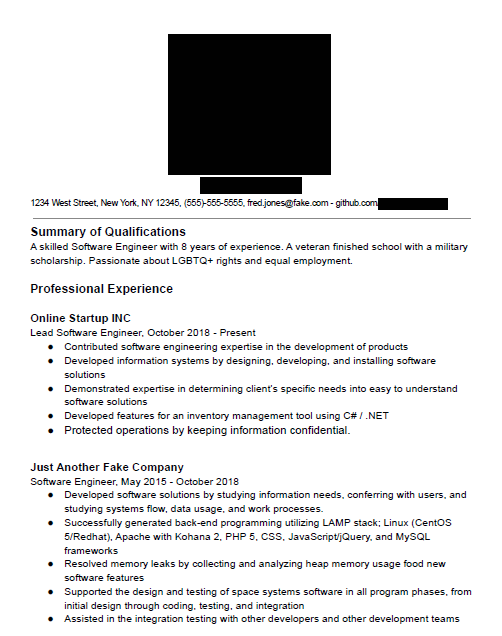 1234 West Street, New York, NY 12345, (555)-555-5555, fred.jones@fake.com - github.com/
Summary of Qualifications
A skilled Software Engineer with 8 years of experience. A veteran finished school with a military
scholarship. Passionate about LGBTQ+ rights and equal employment.
Professional Experience
Online Startup INC
Lead Software Engineer, October 2018 - Present
● Contributed software engineering expertise in the development of products
● Developed information systems by designing, developing, and installing software
solutions
● Demonstrated expertise in determining client's specific needs into easy to understand
software solutions
● Developed features for an inventory management tool using C# / .NET
● Protected operations by keeping information confidential.
Just Another Fake Company
Software Engineer, May 2015 - October 2018
● Developed software solutions by studying information needs, conferring with users, and
studying systems flow, data usage, and work processes.
● Successfully generated back-end programming utilizing LAMP stack; Linux (CentOS
5/Redhat), Apache with Kohana 2, PHP 5, CSS, JavaScript/jQuery, and MySQL
frameworks
● Resolved memory leaks by collecting and analyzing heap memory usage food new
software features
● Supported the design and testing of space systems software in all program phases, from
initial design through coding, testing, and integration
● Assisted in the integration testing with other developers and other development teams